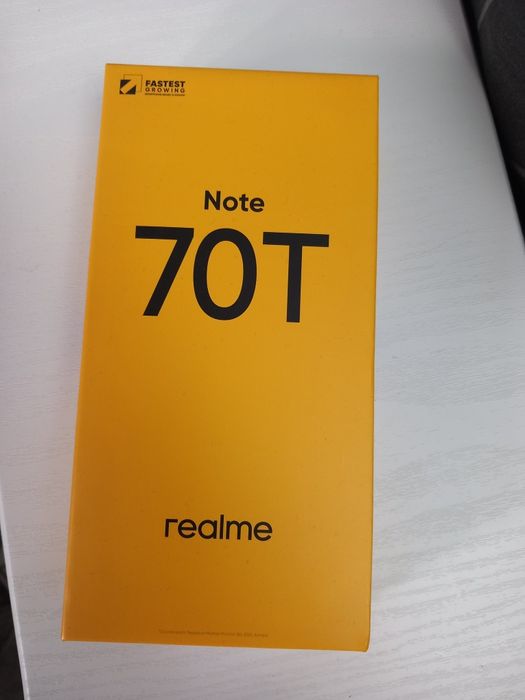 FASTEST
GROWING
Note
70T
realme